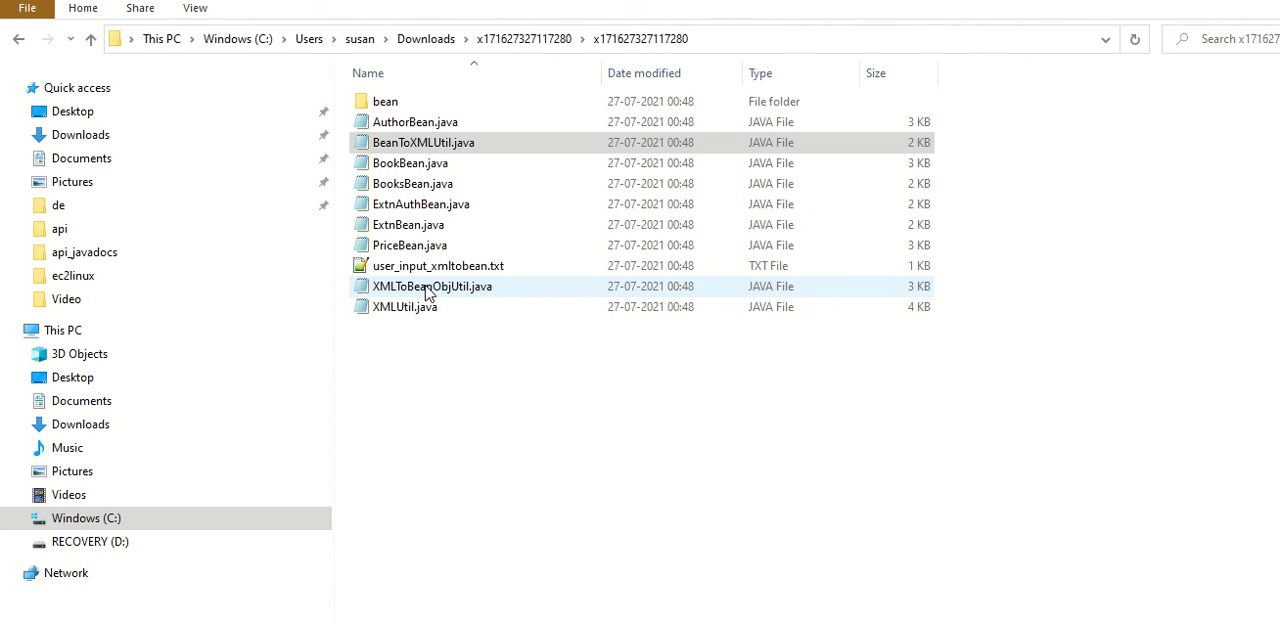 File Home Share View
This PC > Windows (C:) > Users > susan > Downloads > x171627327117280 > x171627327117280
Search x171627
Name Date modified Type Size
Quick access
Desktop
Downloads
Documents
Pictures
de
api
api_javadocs
ec2linux
Video
This PC
3D Objects
Desktop
Documents
Downloads
Music
Pictures
Videos
Windows (C:)
RECOVERY (D:)
Network
bean 27-07-2021 00:48 File folder
AuthorBean.java 27-07-2021 00:48 JAVA File 3 KB
BeanToXMLUtil.java 27-07-2021 00:48 JAVA File 2 KB
BookBean.java 27-07-2021 00:48 JAVA File 3 KB
BooksBean.java 27-07-2021 00:48 JAVA File 2 KB
ExtnAuthBean.java 27-07-2021 00:48 JAVA File 2 KB
ExtnBean.java 27-07-2021 00:48 JAVA File 2 KB
PriceBean.java 27-07-2021 00:48 JAVA File 3 KB
user_input_xmltobean.txt 27-07-2021 00:48 TXT File 1 KB
XMLToBeanObjUtil.java 27-07-2021 00:48 JAVA File 3 KB
XMLUtil.java 27-07-2021 00:48 JAVA File 4 KB